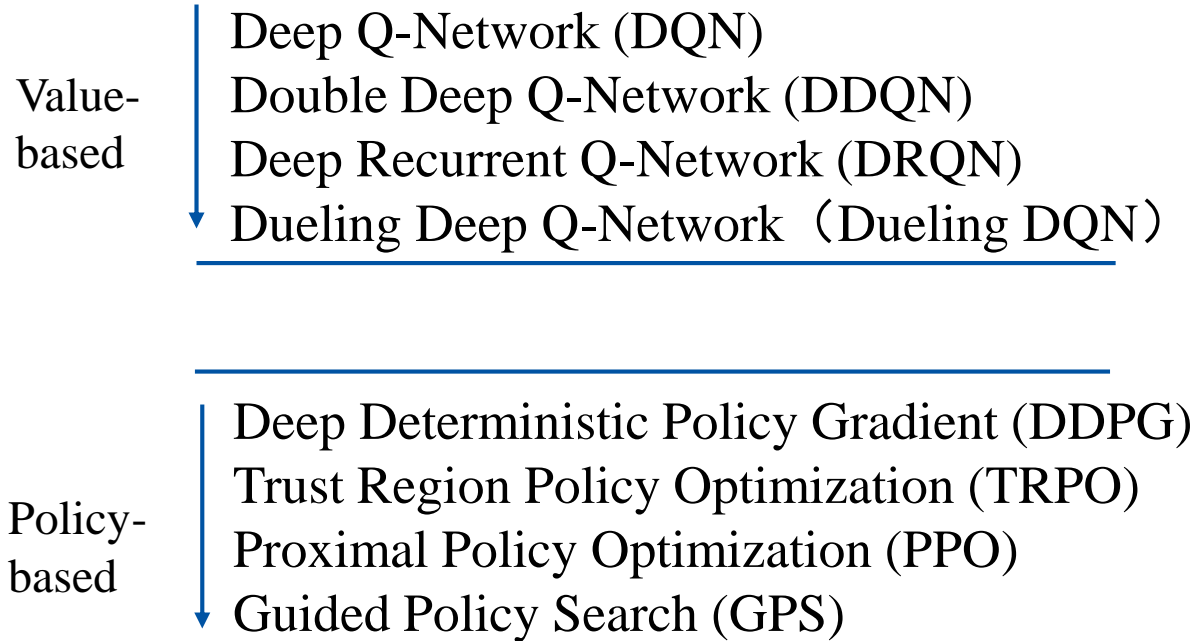 Value-
based
Deep Q-Network (DQN)
Double Deep Q-Network (DDQN)
Deep Recurrent Q-Network (DRQN)
Dueling Deep Q-Network（Dueling DQN）
Policy-
based
Deep Deterministic Policy Gradient (DDPG)
Trust Region Policy Optimization (TRPO)
Proximal Policy Optimization (PPO)
Guided Policy Search (GPS)